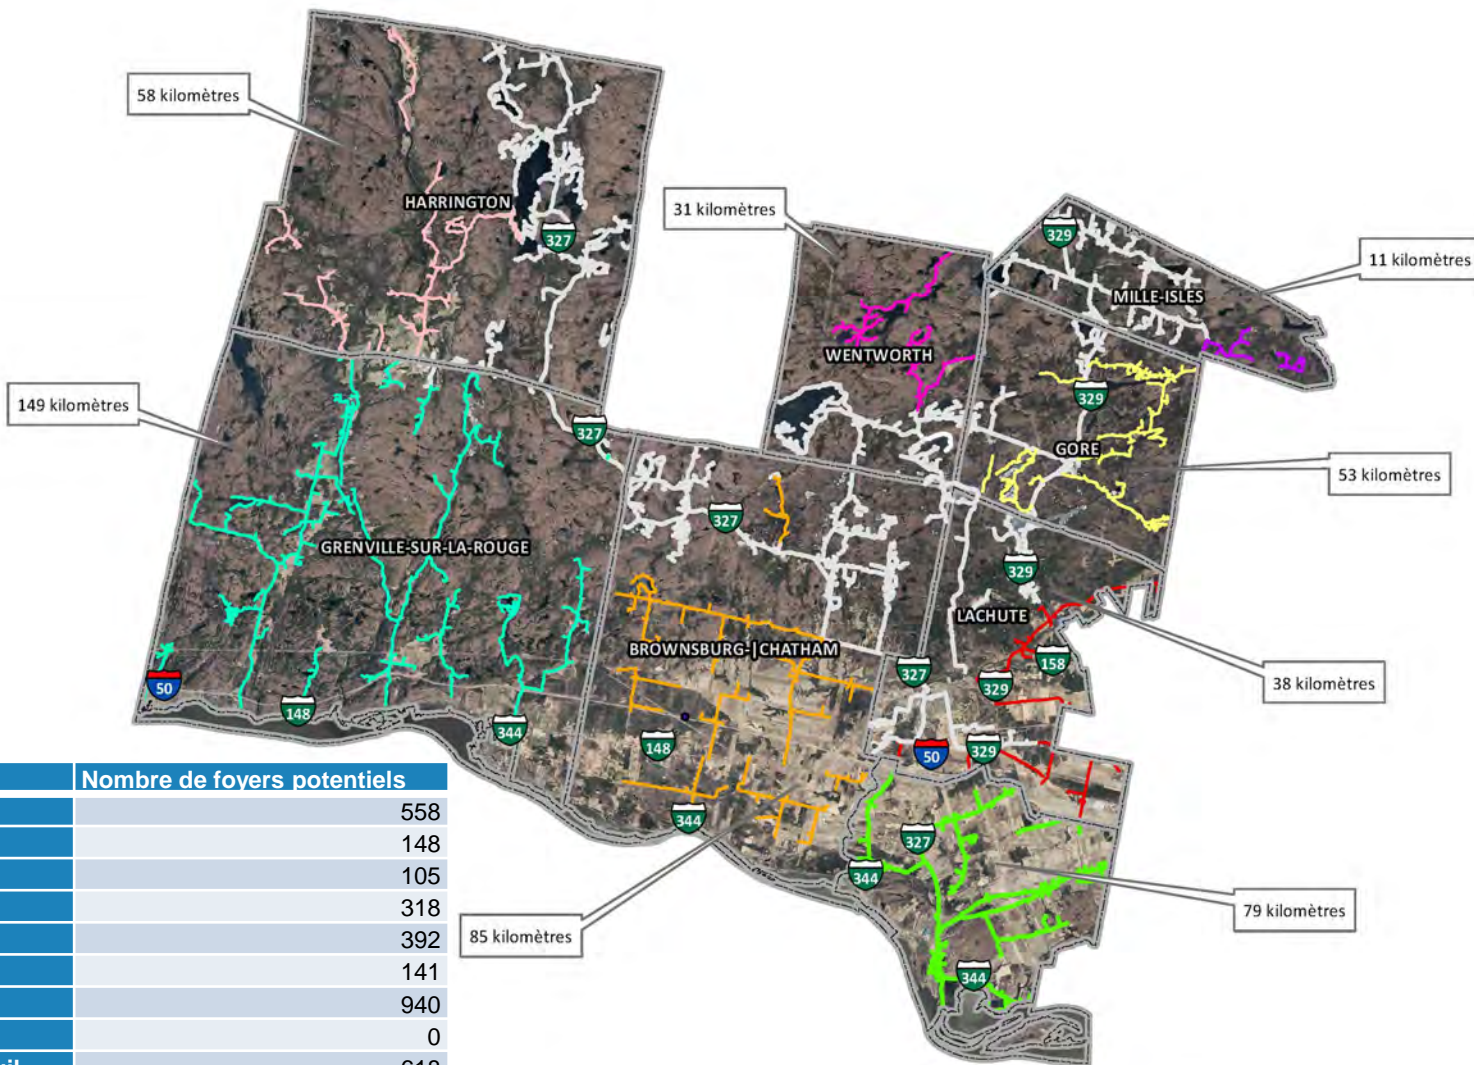 58 kilomètres
HARRINGTON
327
31 kilomètres
329
11 kilomètres
MILLE-ISLES
WENTWORTH
149 kilomètres
329
327
GORE
53 kilomètres
327
GRENVILLE-SUR-LA-ROUGE
329
LACHUTE
BROWNSBURG-|CHATHAM
158
327
38 kilomètres
50
329
148
344
148
50
329
Nombre de foyers potentiels
558
148
105
318
392
141
940
0
344
327
344
79 kilomètres
85 kilomètres
344